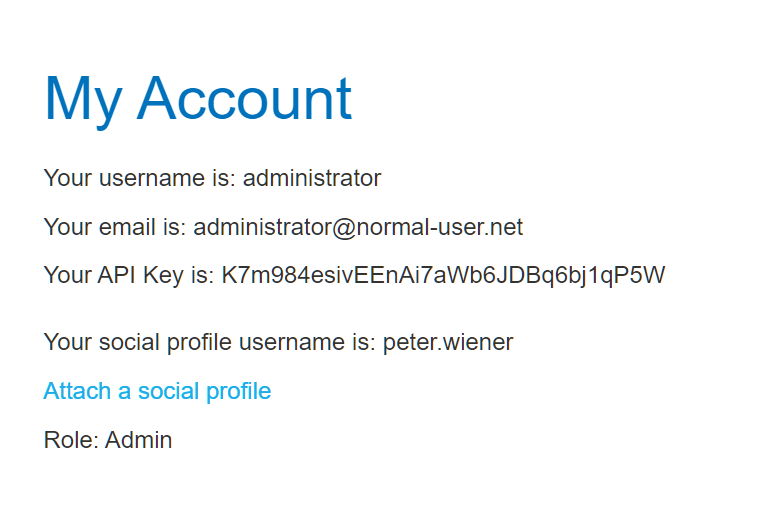 My Account
Your username is: administrator
Your email is: administrator@normal-user.net
Your API Key is: K7m984esivEEnAi7aWb6JDBq6bj1qP5W
Your social profile username is: peter.wiener
Attach a social profile
Role: Admin